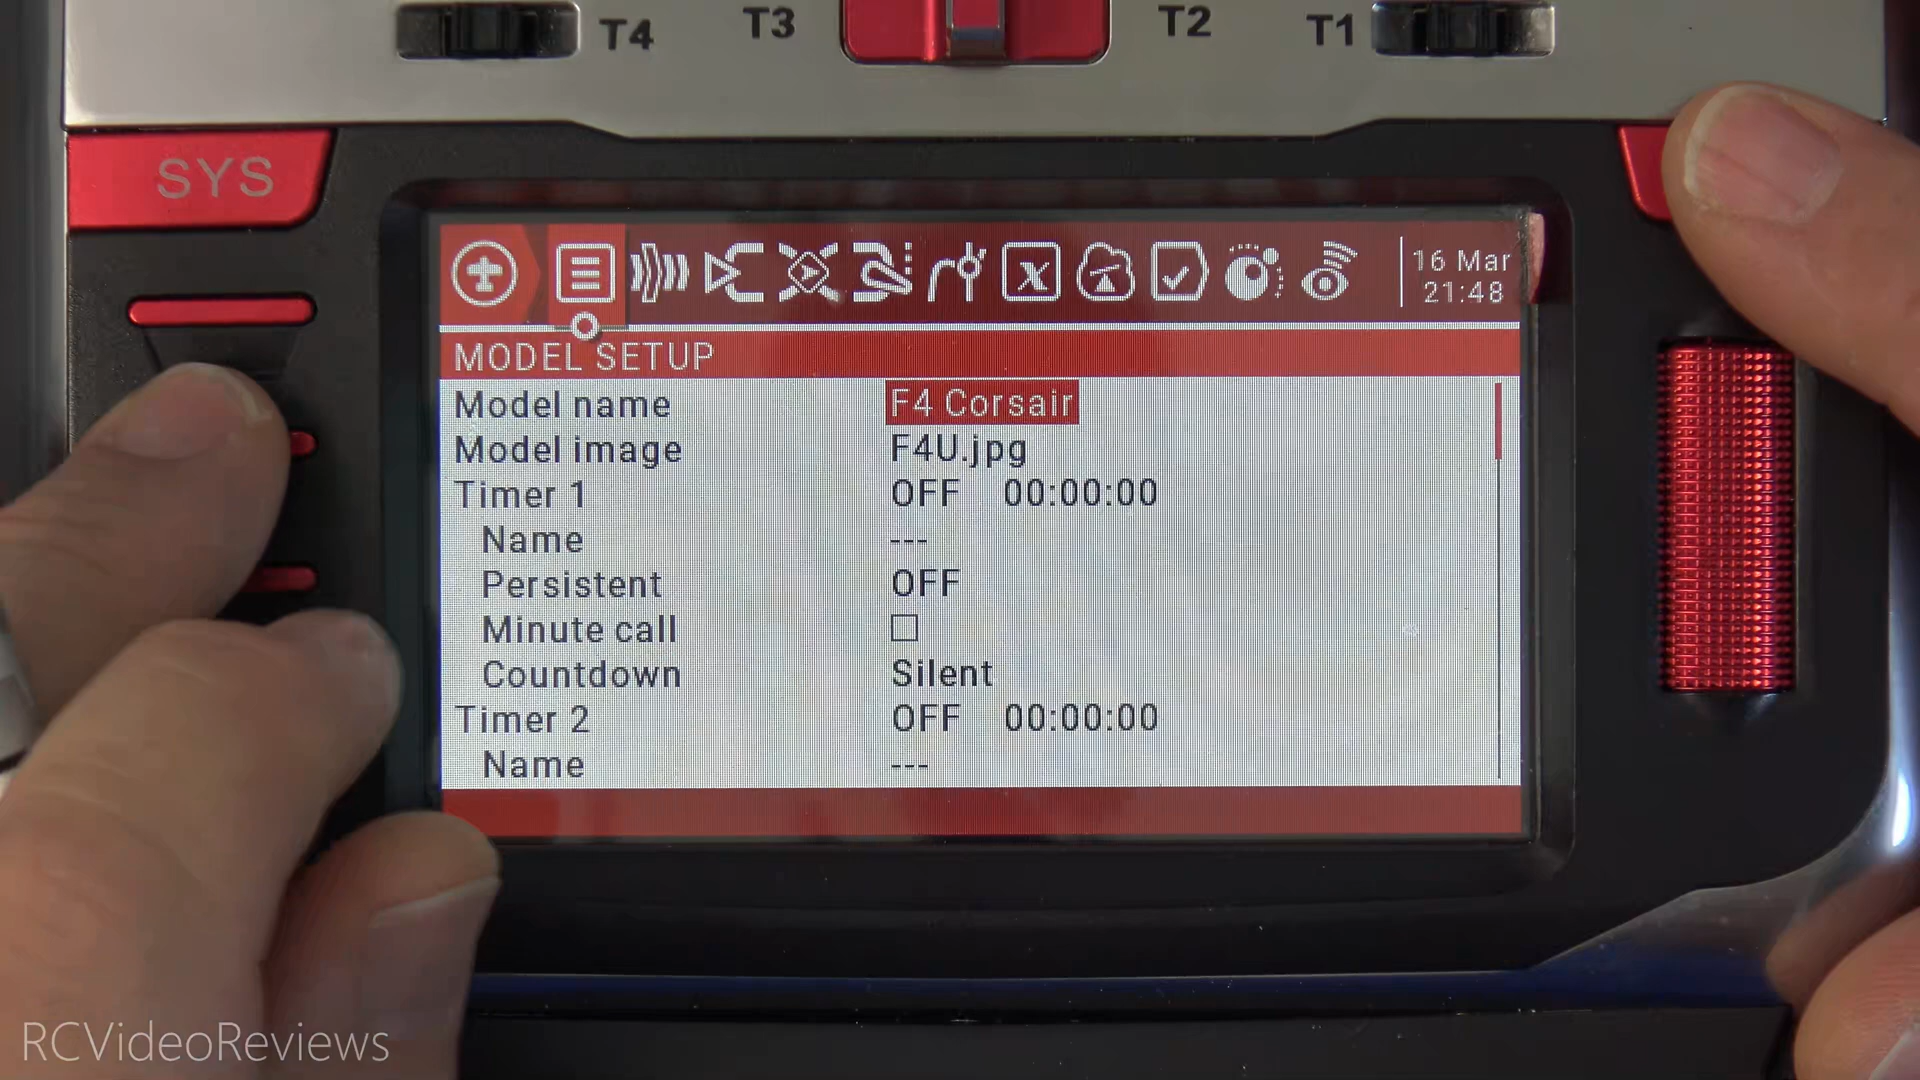 T4
T3
T2
T1
SYS
16 Mar
21:48
MODEL SETUP
Model name F4 Corsair
Model image F4U.jpg
Timer 1 OFF 00:00:00
Name ---
Persistent OFF
Minute call
Countdown Silent
Timer 2 OFF 00:00:00
Name ---
RCVideoReviews